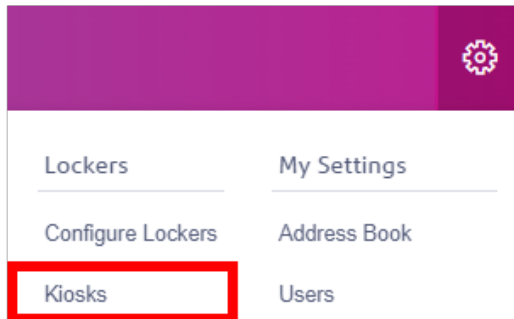 Lockers
My Settings
Configure Lockers
Address Book
Kiosks
Users